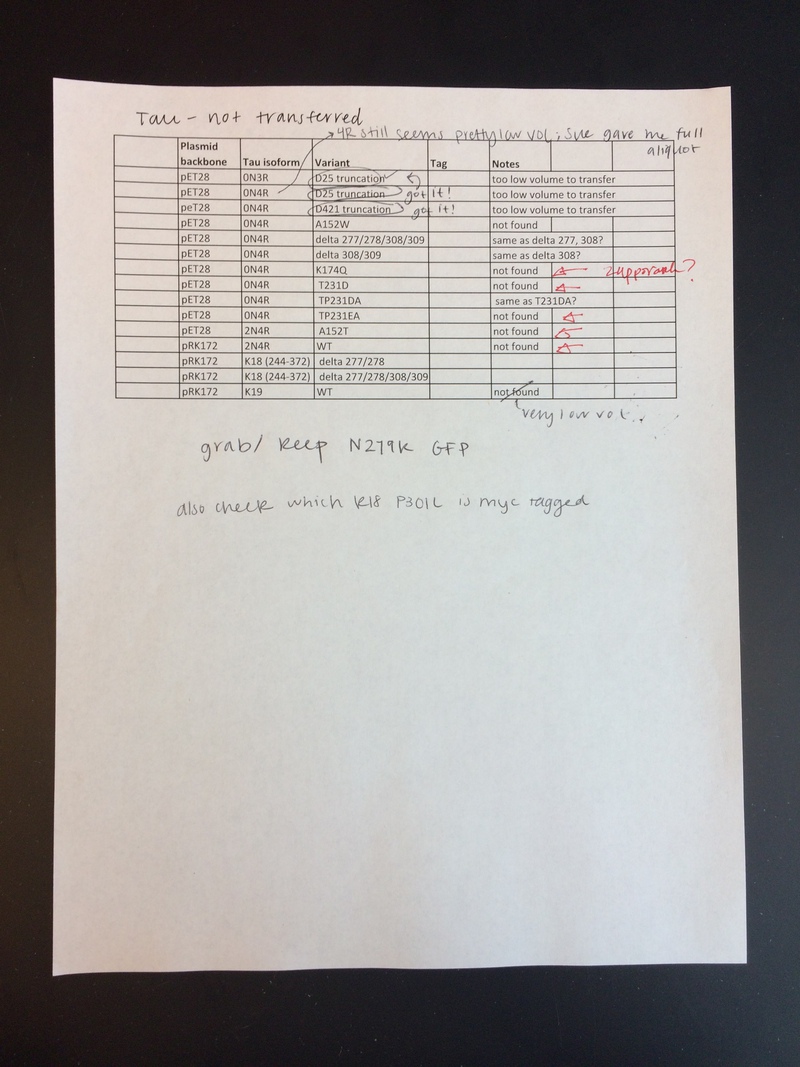 Tau - not transferred
4R still seems pretty low vol; Sue gave me full
aliquot
Plasmid backbone Tau isoform Variant Tag Notes
pET28 0N3R D25 truncation too low volume to transfer
pET28 0N4R D25 truncation got it! too low volume to transfer
peT28 0N4R D421 truncation got it! too low volume to transfer
pET28 0N4R A152W not found
pET28 0N4R delta 277/278/308/309 same as delta 277, 308?
pET28 0N4R delta 308/309 same as delta 308?
pET28 0N4R K174Q not found
pET28 0N4R T231D not found
pET28 0N4R TP231DA same as T231DA?
pET28 0N4R TP231EA not found
pET28 2N4R A152T not found
pRK172 2N4R WT not found
pRK172 K18 (244-372) delta 277/278
pRK172 K18 (244-372) delta 277/278/308/309
pRK172 K19 WT not found
very low vol.
grab/ keep N279K GFP
also check which K18 P301L is myc tagged